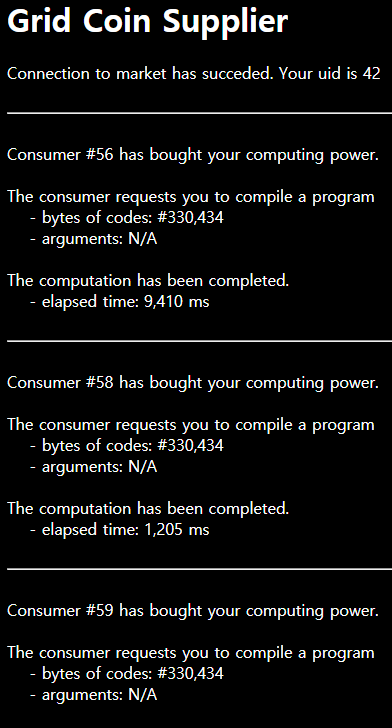 Grid Coin Supplier
Connection to market has succeded. Your uid is 42
Consumer #56 has bought your computing power.
The consumer requests you to compile a program
- bytes of codes: #330,434
- arguments: N/A
The computation has been completed.
- elapsed time: 9,410 ms
Consumer #58 has bought your computing power.
The consumer requests you to compile a program
- bytes of codes: #330,434
- arguments: N/A
The computation has been completed.
- elapsed time: 1,205 ms
Consumer #59 has bought your computing power.
The consumer requests you to compile a program
- bytes of codes: #330,434
- arguments: N/A